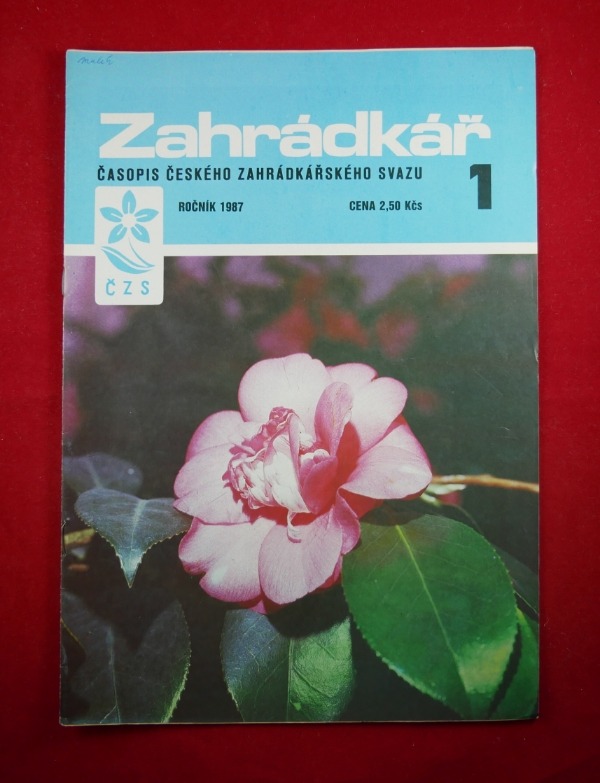 Zahrádkář
ČASOPIS ČESKÉHO ZAHRÁDKÁŘSKÉHO SVAZU
1
ROČNÍK 1987
CENA 2,50 Kčs
ČZS